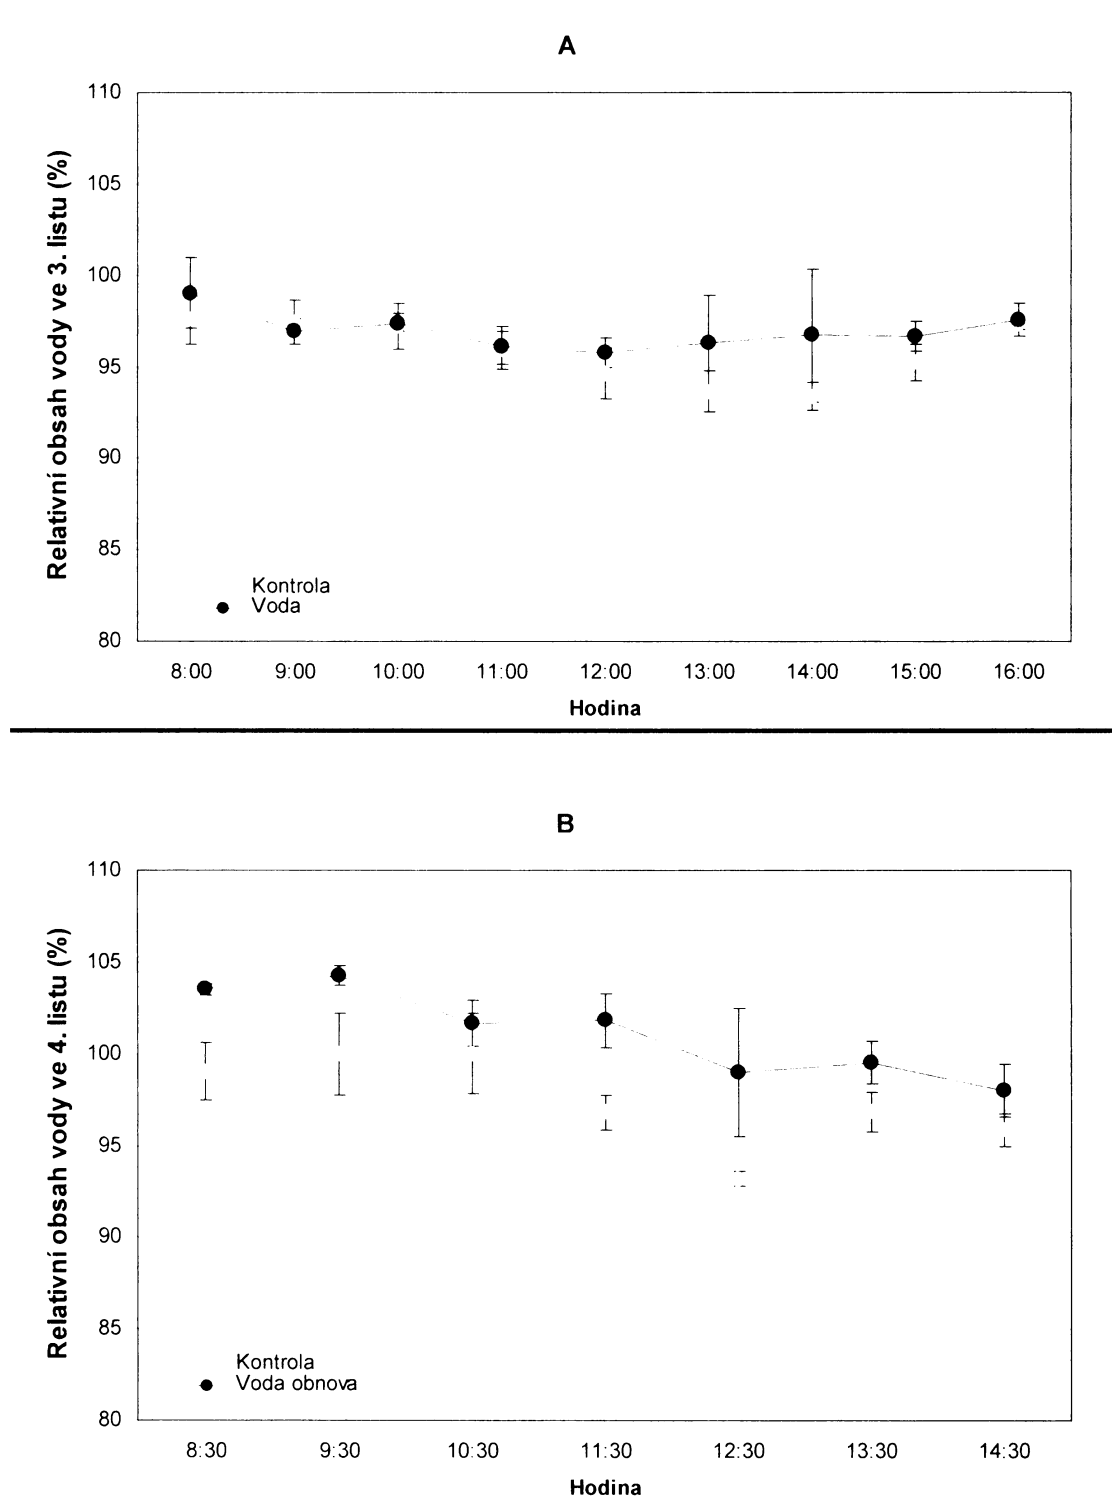 A
Relativní obsah vody ve 3. listu (%)
110
105
100
95
90
85
80
Kontrola
Voda
8:00 9:00 10:00 11:00 12:00 13:00 14:00 15:00 16:00
Hodina
B
Relativní obsah vody ve 4. listu (%)
110
105
100
95
90
85
80
Kontrola
Voda obnova
8:30 9:30 10:30 11:30 12:30 13:30 14:30
Hodina